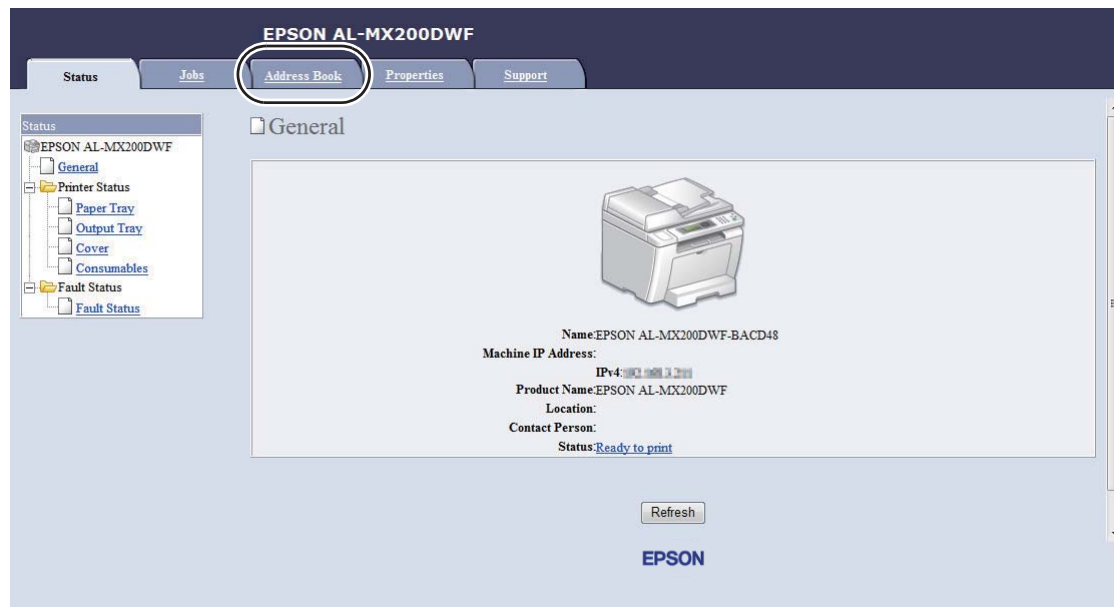 EPSON AL-MX200DWF
Status Jobs Address Book Properties Support
Status
EPSON AL-MX200DWF
General
Printer Status
Paper Tray
Output Tray
Cover
Consumables
Fault Status
Fault Status
General
Name:EPSON AL-MX200DWF-BACD48
Machine IP Address:
IPv4:
Product Name:EPSON AL-MX200DWF
Location:
Contact Person:
Status:Ready to print
Refresh
EPSON